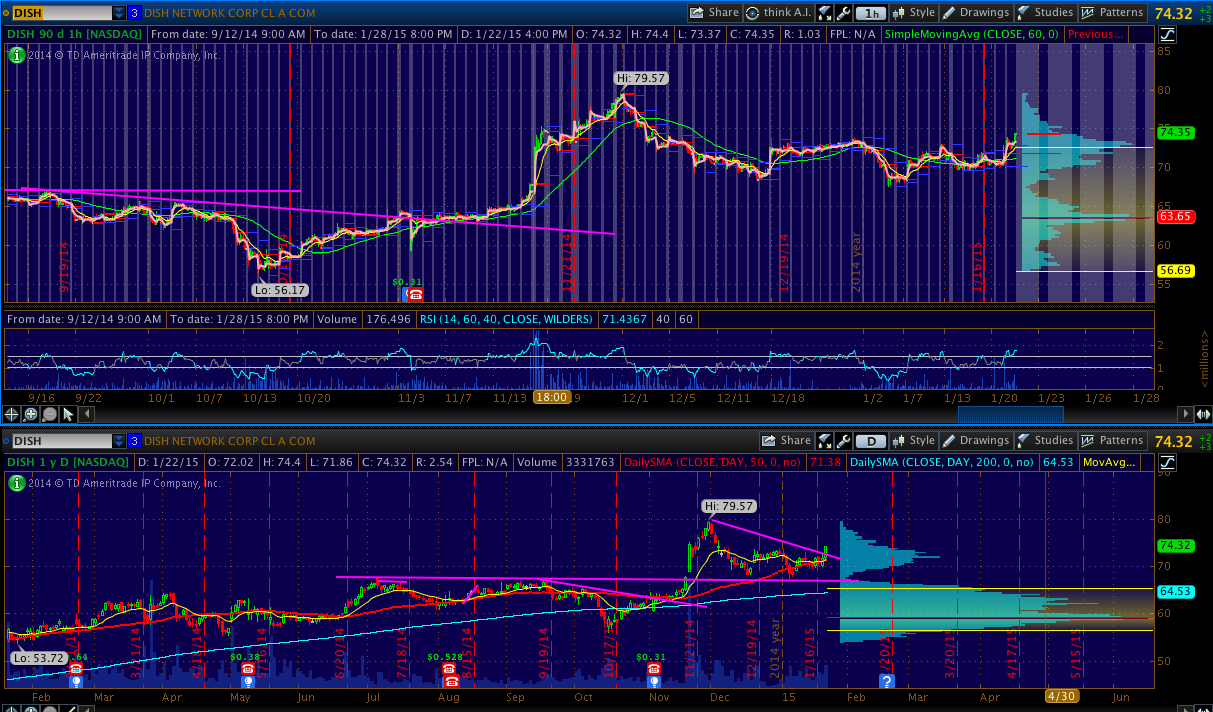 DISH 3 DISH NETWORK CORP CL A COM Share think A.I. 1h Style Drawings Studies Patterns 74.32 +2 +3
DISH 90 d 1h [NASDAQ] From date: 9/12/14 9:00 AM To date: 1/28/15 8:00 PM D: 1/22/15 4:00 PM O: 74.32 H: 74.4 L: 73.37 C: 74.35 R: 1.03 FPL: N/A SimpleMovingAvg (CLOSE, 60, 0) Previous...
2014 © TD Ameritrade IP Company, Inc.
85
Hi: 79.57
80
74.35
70
65
63.65
60
56.69
55
9/19/14
11/21/14
12/19/14
2014 year
1/16/15
Lo: 56.17
$0.31
From date: 9/12/14 9:00 AM To date: 1/28/15 8:00 PM Volume 176,496 RSI (14, 60, 40, CLOSE, WILDERS) 71.4367 40 60
2
1
0
<millions>
9/16 9/22 10/1 10/7 10/13 10/20 11/3 11/7 11/13 18:00 12/1 12/5 12/11 12/18 1/2 1/7 1/13 1/20 1/23 1/26 1/28
DISH 3 DISH NETWORK CORP CL A COM Share D Style Drawings Studies Patterns 74.32 +2 +3
DISH 1 y D [NASDAQ] D: 1/22/15 O: 72.02 H: 74.4 L: 71.86 C: 74.32 R: 2.54 FPL: N/A Volume 3331763 DailySMA (CLOSE, DAY, 50, 0, no) 71.38 DailySMA (CLOSE, DAY, 200, 0, no) 64.53 MovAvg...
2014 © TD Ameritrade IP Company, Inc.
90
Hi: 79.57
80
74.32
70
64.53
60
50
Lo: 53.72
$0.38
$0.528
$0.31
3/21/14
6/20/14
7/18/14
8/15/14
9/19/14
10/17/14
11/21/14
12/19/14
2014 year
1/16/15
3/20/15
4/17/15
5/15/15
Feb Mar Apr May Jun Jul Aug Sep Oct Nov Dec 15 Feb Mar Apr 4/30 Jun